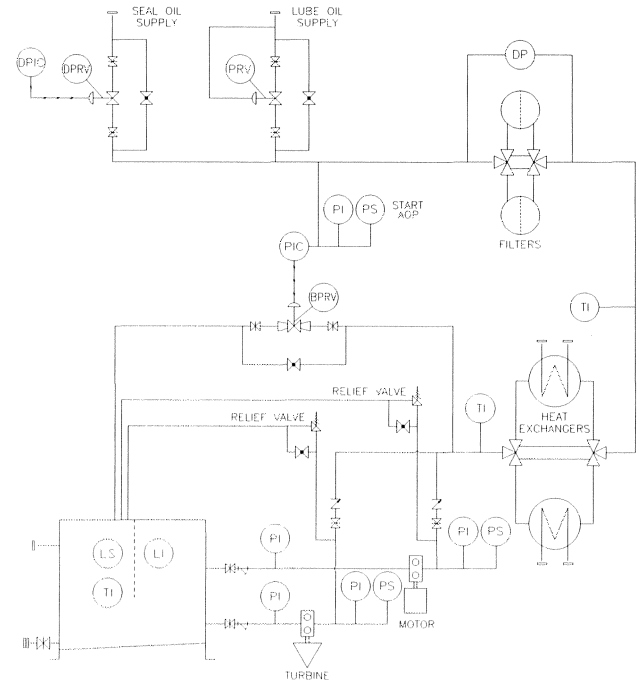 SEAL OIL
SUPPLY
LUBE OIL
SUPPLY
DPIC
DPRV
PRV
DP
PI
PS
START
AOP
FILTERS
PIC
BPRV
TI
RELIEF VALVE
TI
HEAT
EXCHANGERS
RELIEF VALVE
LS
LI
TI
PI
PI
PS
PI
PI
PS
MOTOR
TURBINE